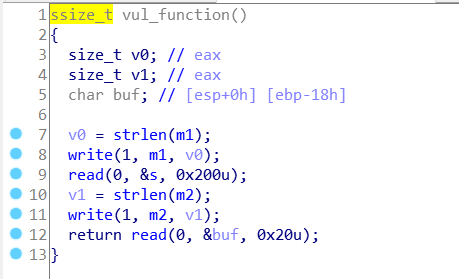 1 ssize_t vul_function()
2 {
3 size_t v0; // eax
4 size_t v1; // eax
5 char buf; // [esp+0h] [ebp-18h]
6
7 v0 = strlen(m1);
8 write(1, m1, v0);
9 read(0, &s, 0x200u);
10 v1 = strlen(m2);
11 write(1, m2, v1);
12 return read(0, &buf, 0x20u);
13 }